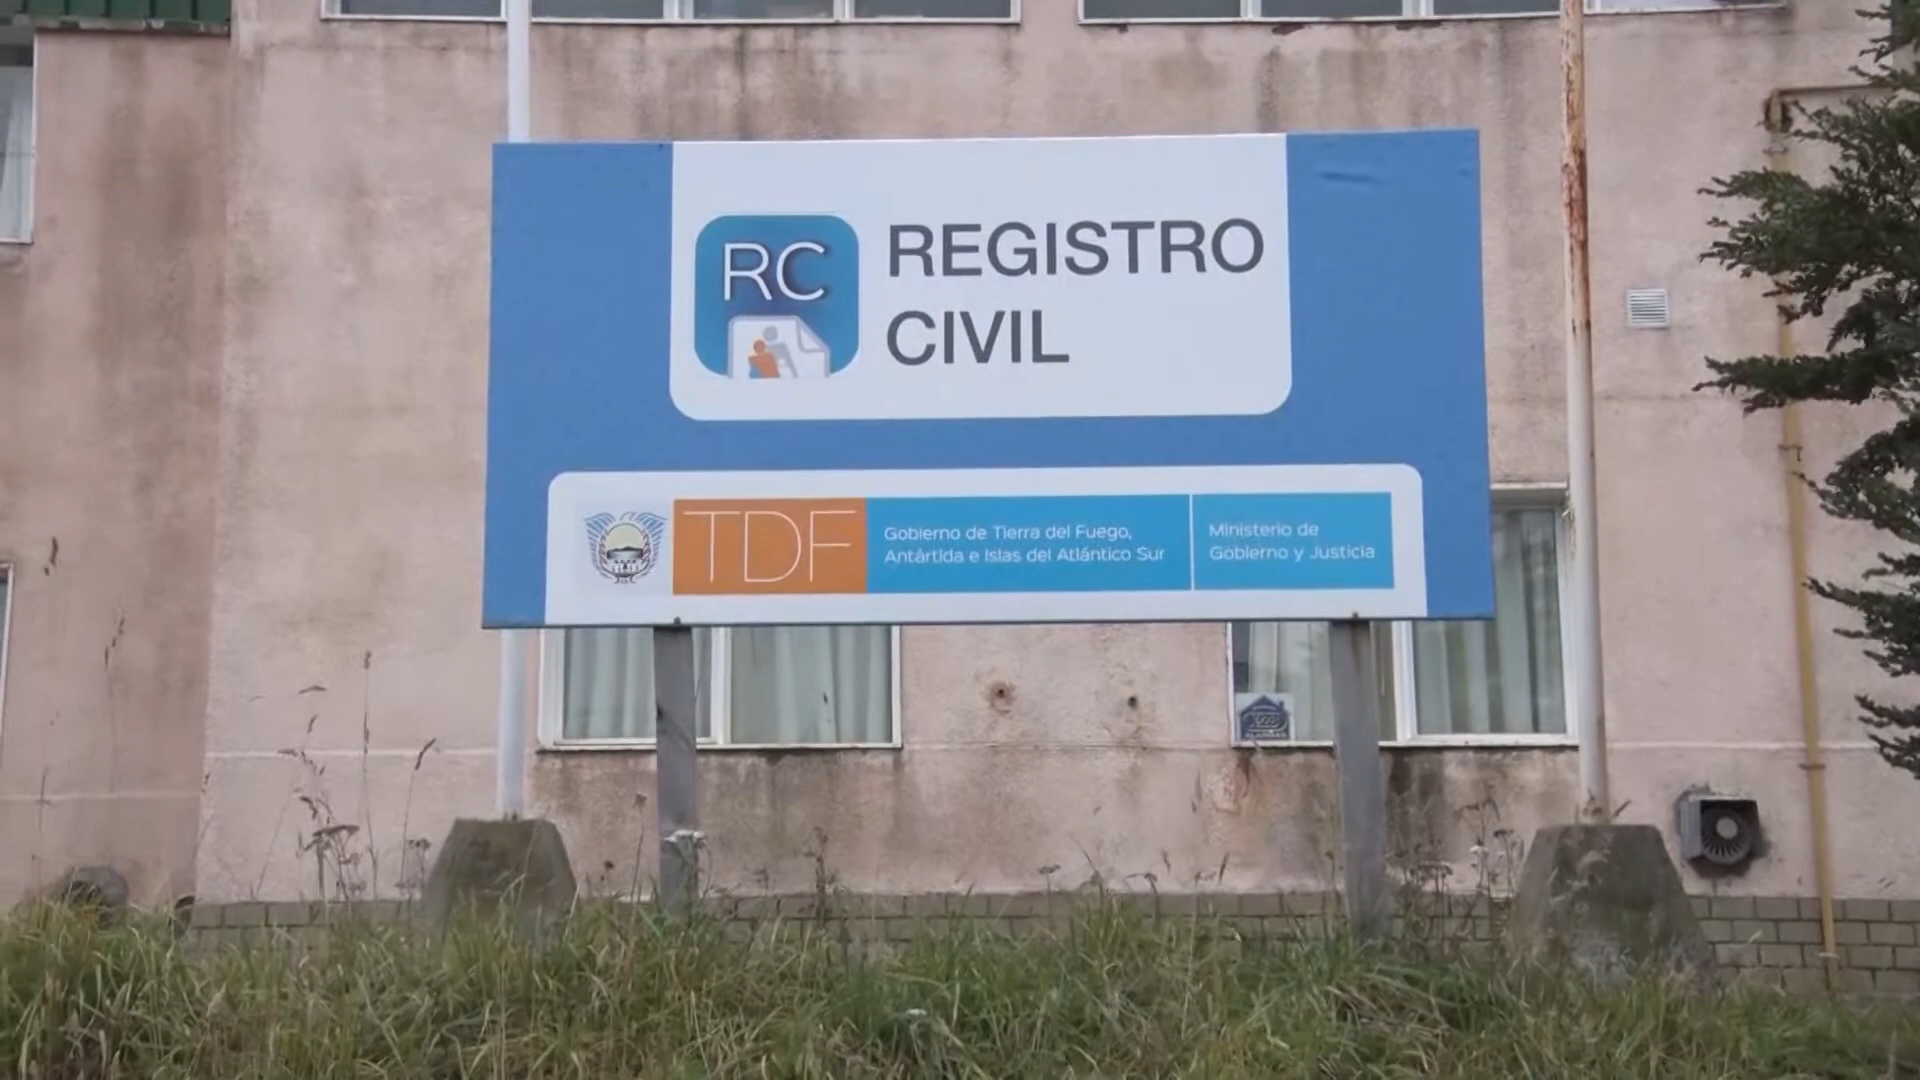 RC
REGISTRO
CIVIL
TDF
Gobierno de Tierra del Fuego,
Antártida e Islas del Atlántico Sur
Ministerio de
Gobierno y Justicia